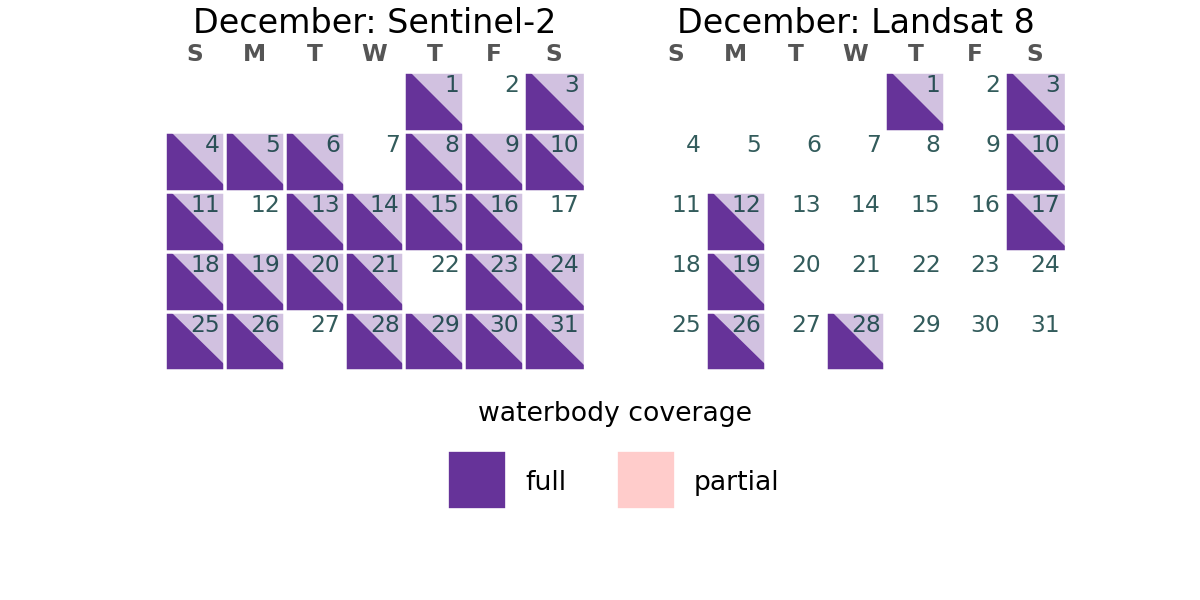 December: Sentinel-2
S M T W T F S
1 2 3
4 5 6 7 8 9 10
11 12 13 14 15 16 17
18 19 20 21 22 23 24
25 26 27 28 29 30 31
December: Landsat 8
S M T W T F S
1 2 3
4 5 6 7 8 9 10
11 12 13 14 15 16 17
18 19 20 21 22 23 24
25 26 27 28 29 30 31
waterbody coverage
full partial